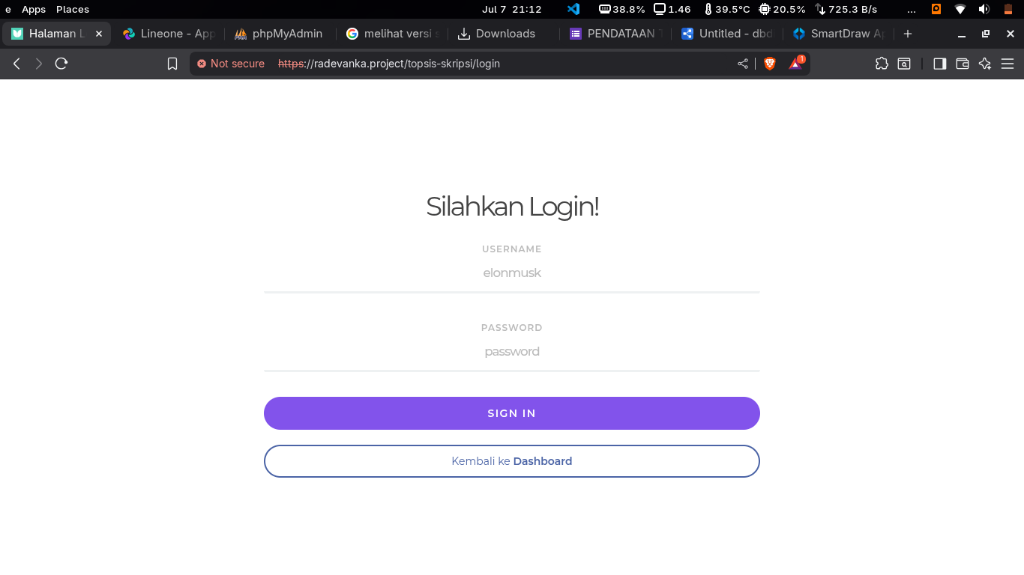 e Apps Places Jul 7 21:12 38.8% 1.46 39.5°C 20.5% 725.3 B/s ...
Halaman L Lineone - App phpMyAdmin melihat versi s Downloads PENDATAAN T Untitled - dbd SmartDraw Ap
Not secure https://radevanka.project/topsis-skripsi/login 1
Silahkan Login!
USERNAME
elonmusk
PASSWORD
password
SIGN IN
Kembali ke Dashboard